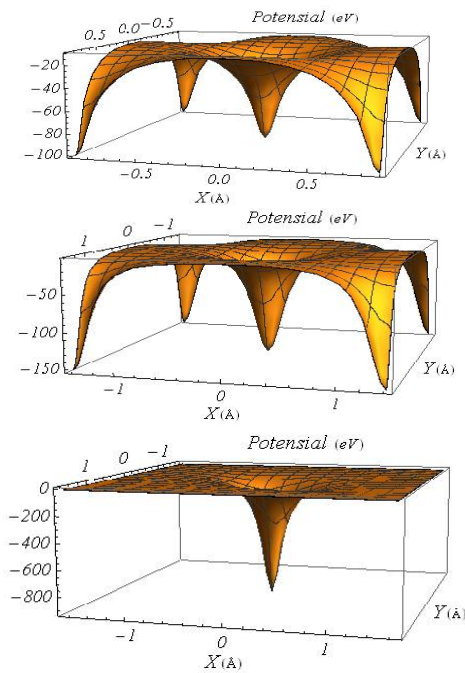 Potensial (eV)
0.5 0.0 -0.5
-20
-40
-60
-80
-100
-0.5 0.0 0.5
X(Å)
Y(Å)
Potensial (eV)
1 0 -1
-50
-100
-150
-1 0 1
X(Å)
Y(Å)
Potensial (eV)
1 0 -1
0
-200
-400
-600
-800
-1 0 1
X(Å)
Y(Å)